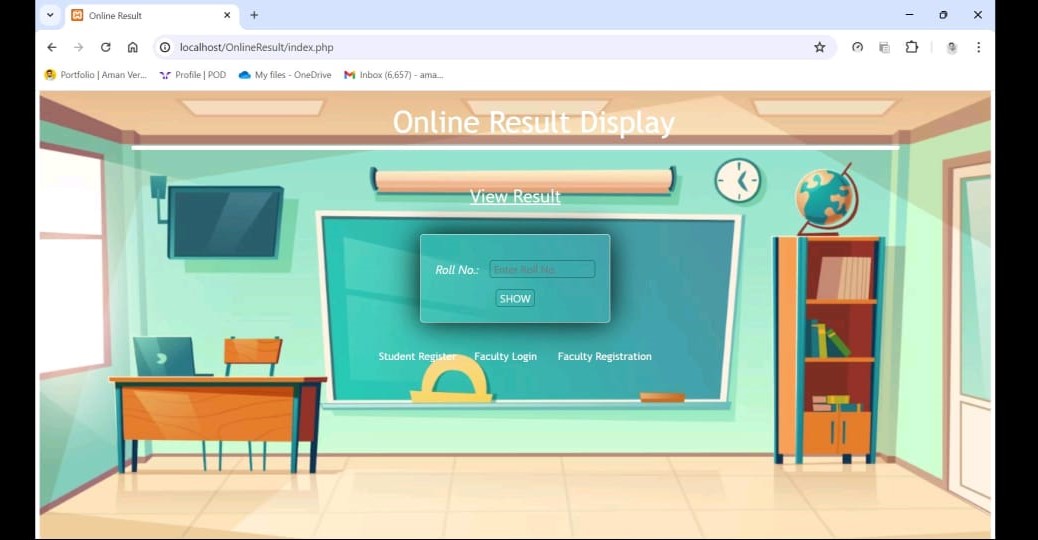 Online Result
localhost/OnlineResult/index.php
Portfolio | Aman Ver... Profile | POD My files - OneDrive Inbox (6,657) - ama...
Online Result Display
View Result
Roll No.: Enter Roll No.
SHOW
Student Register Faculty Login Faculty Registration